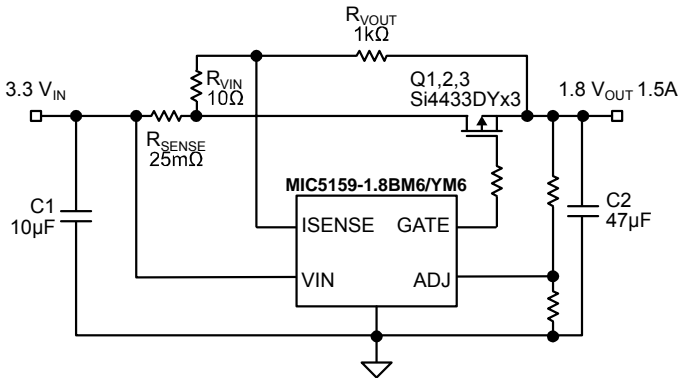 R_VOUT
1kΩ
3.3 V_IN
R_VIN
10Ω
Q1,2,3
Si4433DYx3
1.8 V_OUT 1.5A
R_SENSE
25mΩ
MIC5159-1.8BM6/YM6
C1
10µF
ISENSE GATE
VIN ADJ
C2
47µF